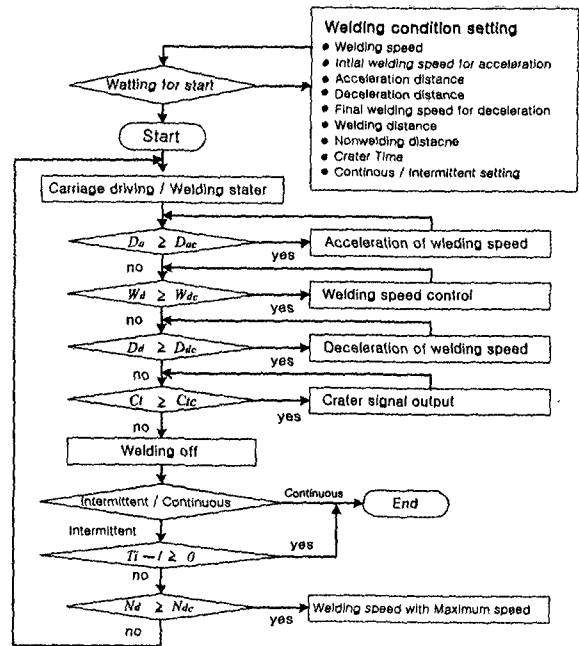 Welding condition setting
• Welding speed
• Intial welding speed for acceleration
• Acceleration distance
• Deceleration distance
• Final welding speed for deceleration
• Welding distance
• Nonwelding distacne
• Crater Time
• Continous / Intermittent setting
Watting for start
Start
Carriage driving / Welding stater
Da ≥ Dac
yes
Acceleration of wleding speed
no
Wd ≥ Wdc
yes
Welding speed control
no
Dd ≥ Ddc
yes
Deceleration of welding speed
no
Ct ≥ Ctc
yes
Crater signal output
no
Welding off
Intermittent / Continuous
Continuous
End
Intermittent
Ti - 1 ≥ 0
yes
no
Nd ≥ Ndc
yes
Welding speed with Maximum speed
no